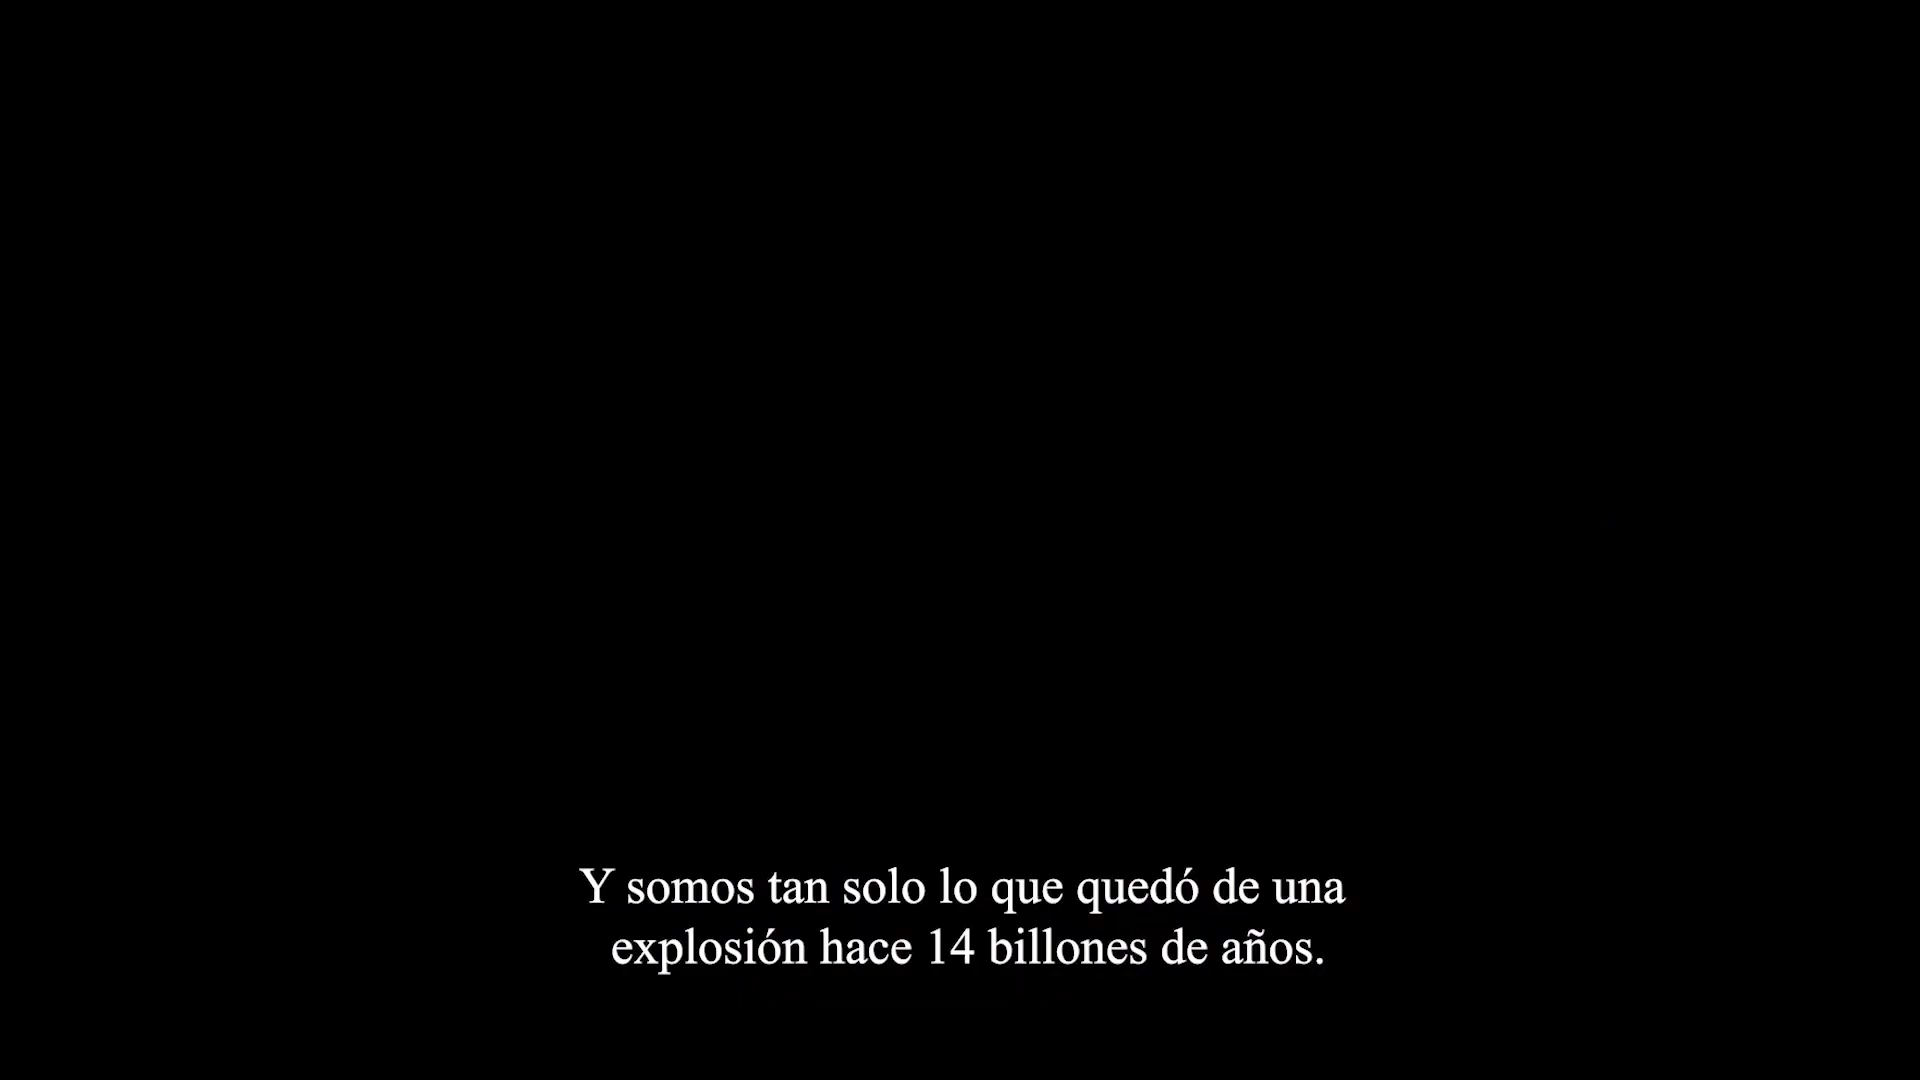 Y somos tan solo lo que quedó de una
explosión hace 14 billones de años.